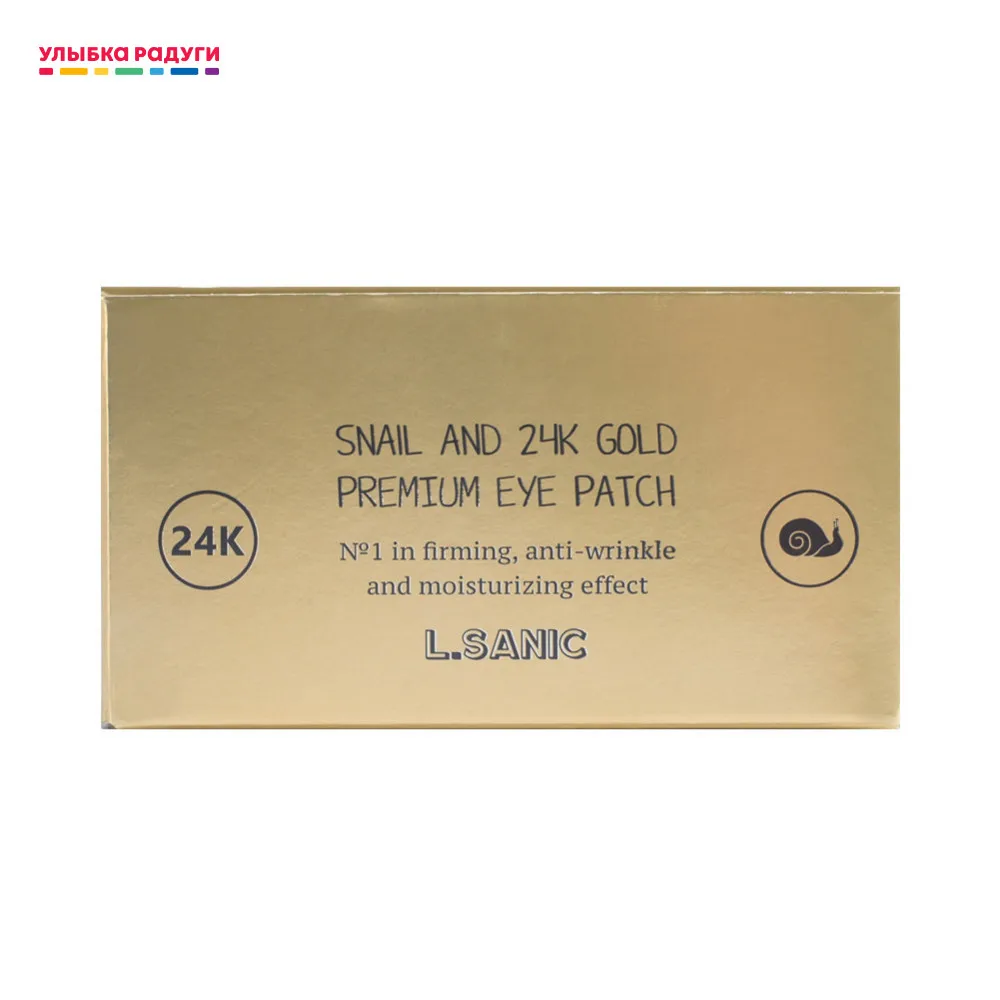 УЛЫБКА РАДУГИ
SNAIL AND 24K GOLD
PREMIUM EYE PATCH
24K
№1 in firming, anti-wrinkle
and moisturizing effect
L.SANIC